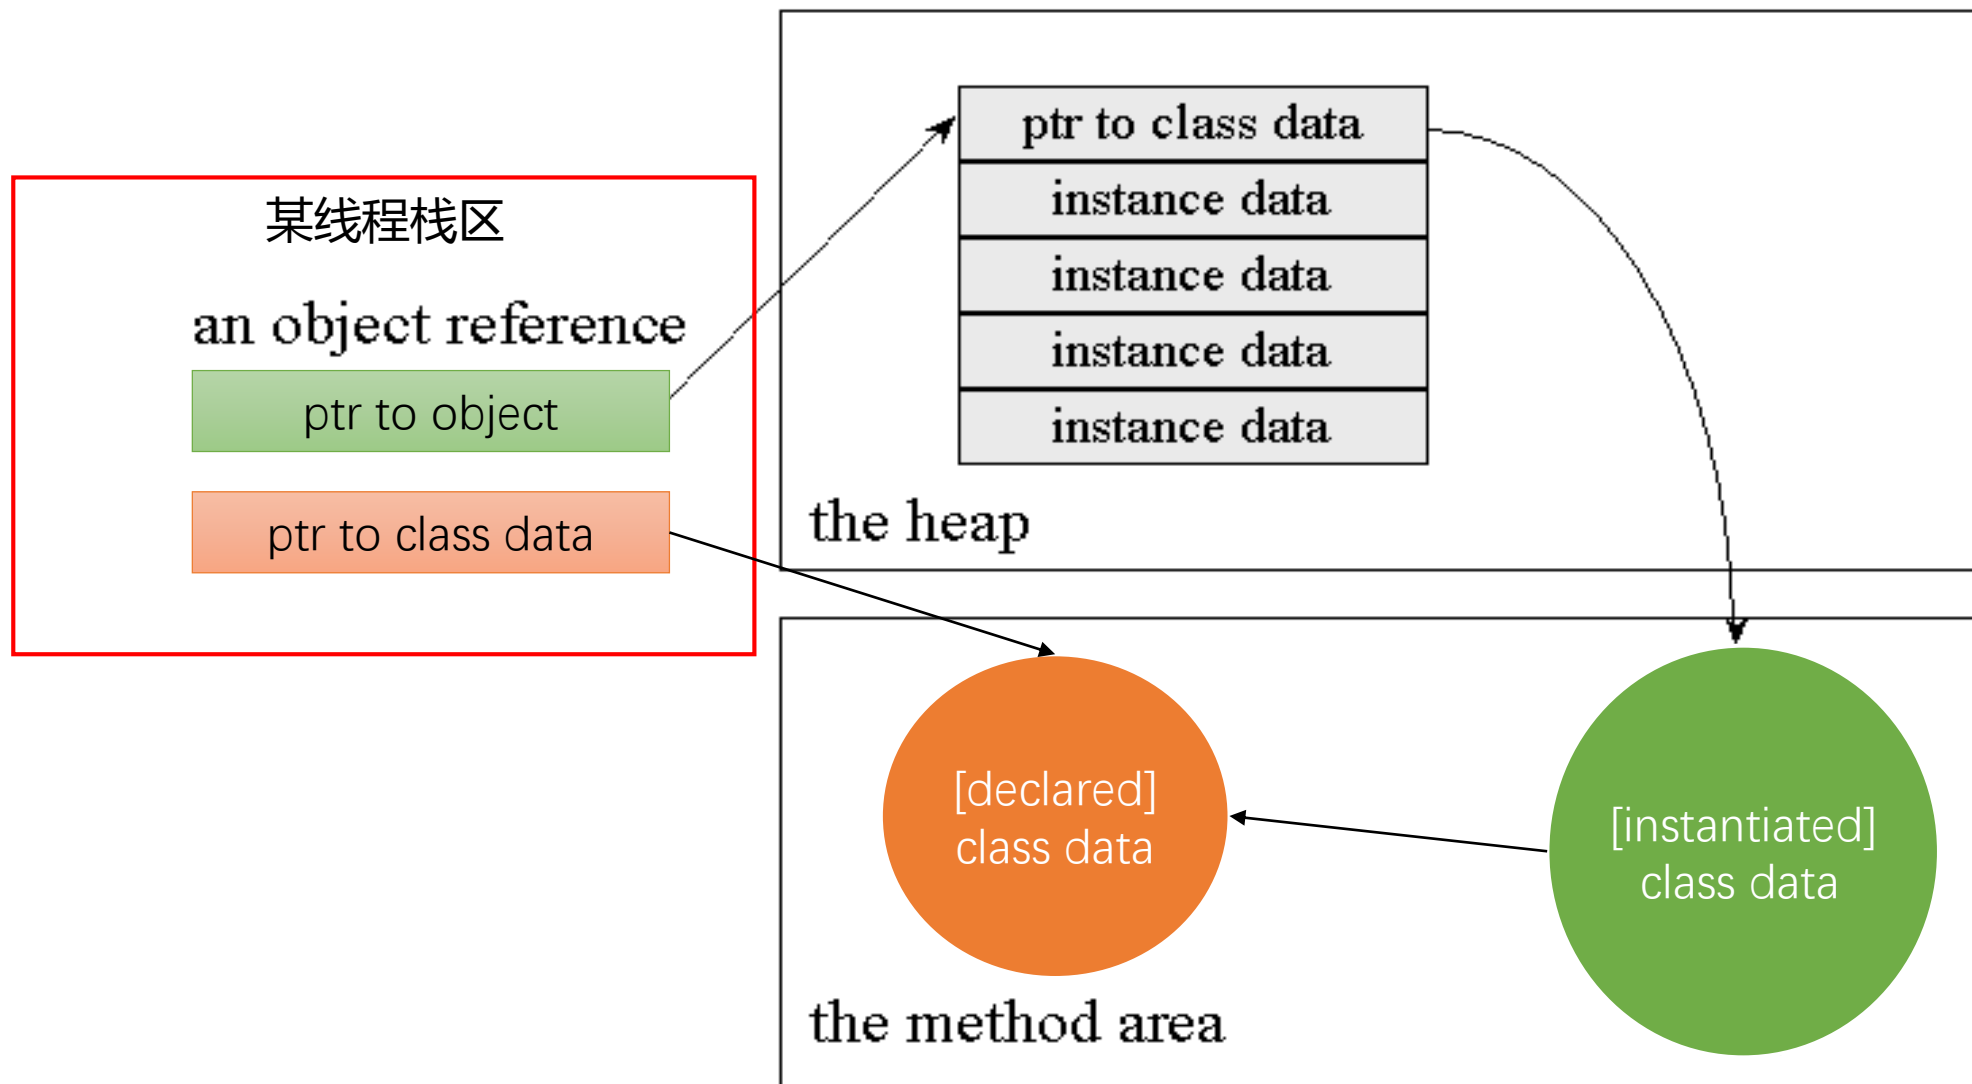 某线程栈区
an object reference
ptr to object
ptr to class data
ptr to class data
instance data
instance data
instance data
instance data
the heap
[declared]
class data
[instantiated]
class data
the method area